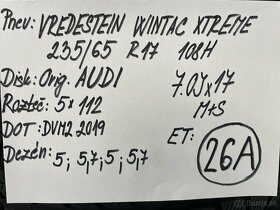 Pneu: VREDESTEIN WINTAC XTREME
235/65 R17 108H
Disk: Orig. AUDI 7.0Jx17
Rozteč: 5x112 M+S
DOT: DVM2 2019 ET:
Dezén: 5; 5,7; 5; 5,7 26A